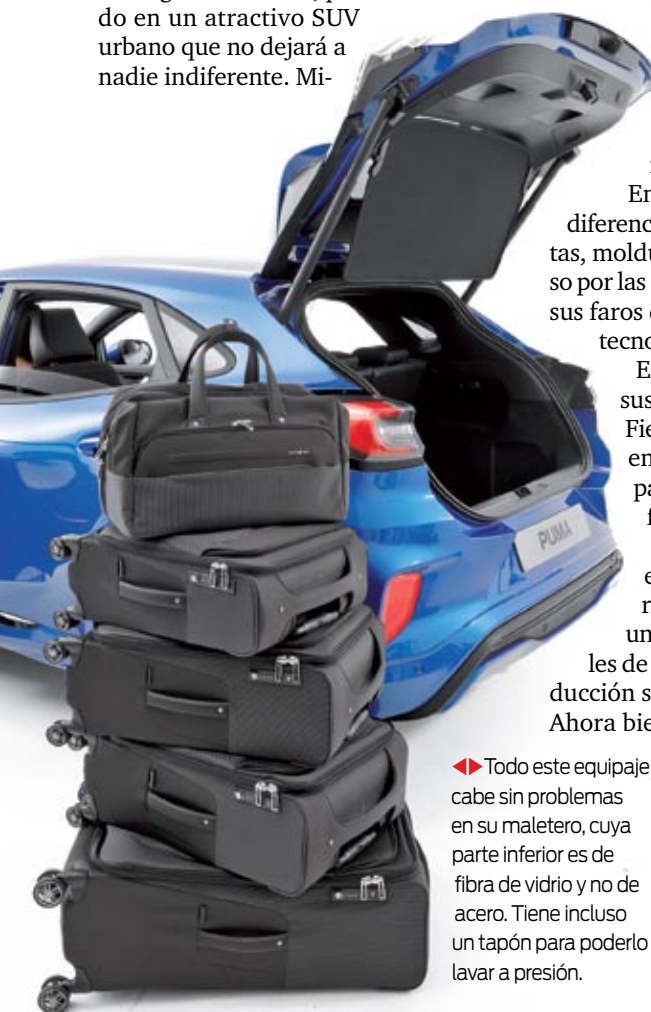 do en un atractivo SUV
urbano que no dejará a
nadie indiferente. Mi-
En
diferenc
tas, moldu
so por las
sus faros
tecno
E
sus
Fie
en
pa
f
e
r
un
les de
ducción s
Ahora bie
PUMA
Todo este equipaje
cabe sin problemas
en su maletero, cuya
parte inferior es de
fibra de vidrio y no de
acero. Tiene incluso
un tapón para poderlo
lavar a presión.